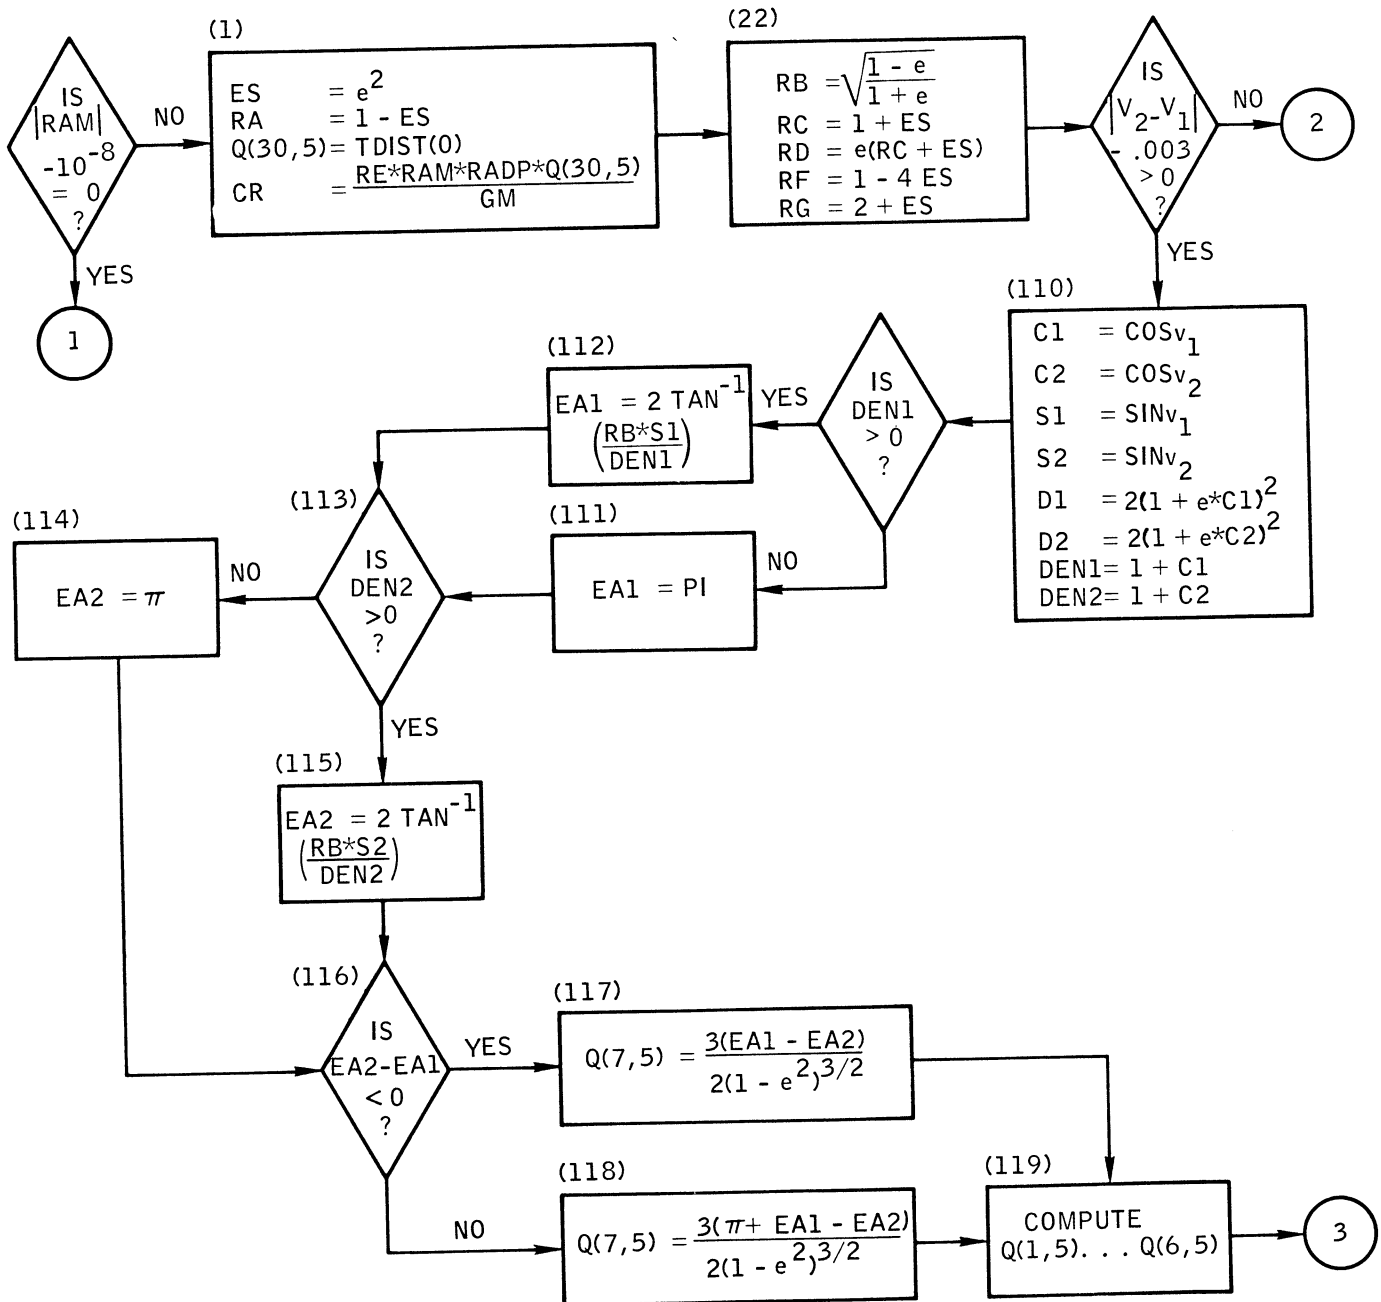 IS
|RAM|
-10^-8
= 0
?
NO
YES
1
(1)
ES = e^2
RA = 1 - ES
Q(30,5)= TDIST(0)
CR = RE*RAM*RADP*Q(30,5)
GM
(22)
RB = √
1 - e
1 + e
RC = 1 + ES
RD = e(RC + ES)
RF = 1 - 4 ES
RG = 2 + ES
IS
|V_2-V_1|
- .003
>0
?
NO
2
YES
(110)
C1 = COSv_1
C2 = COSv_2
S1 = SINv_1
S2 = SINv_2
D1 = 2(1 + e*C1)^2
D2 = 2(1 + e*C2)^2
DEN1= 1 + C1
DEN2= 1 + C2
IS
DEN1
> 0
?
YES
NO
(112)
EA1 = 2 TAN^-1
(RB*S1
DEN1)
(111)
EA1 = PI
(113)
IS
DEN2
>0
?
NO
YES
(114)
EA2 = π
(115)
EA2 = 2 TAN^-1
(RB*S2
DEN2)
(116)
IS
EA2-EA1
<0
?
YES
NO
(117)
Q(7,5) = 3(EA1 - EA2)
2(1 - e^2)^3/2
(118)
Q(7,5) = 3(π+ EA1 - EA2)
2(1 - e^2)^3/2
(119)
COMPUTE
Q(1,5). . . Q(6,5)
3